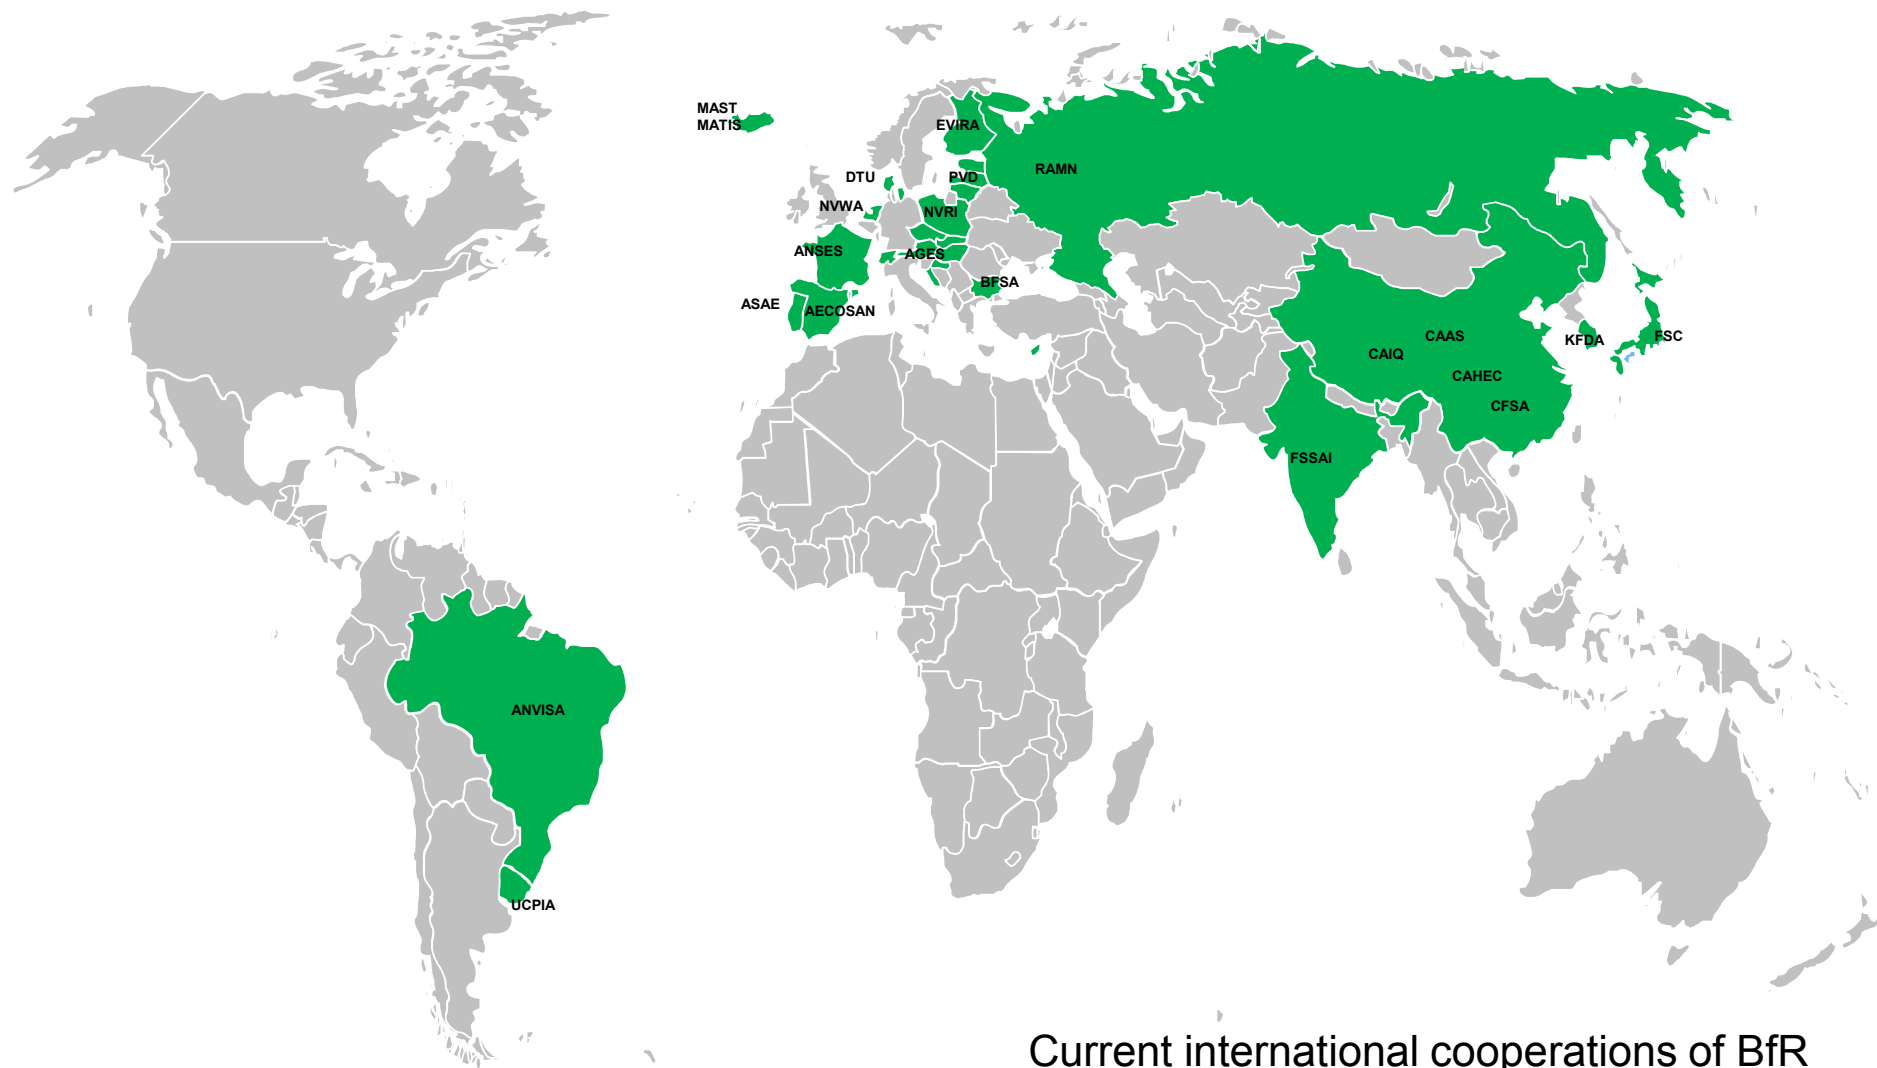 MAST
MATIS
EVIRA
RAMN
DTU
PVD
NVWA
NVRI
ANSES
AGES
BFSA
ASAE
AECOSAN
CAAS
KFDA
FSC
CAIQ
CAHEC
CFSA
FSSAI
ANVISA
UCPIA
Current international cooperations of BfR